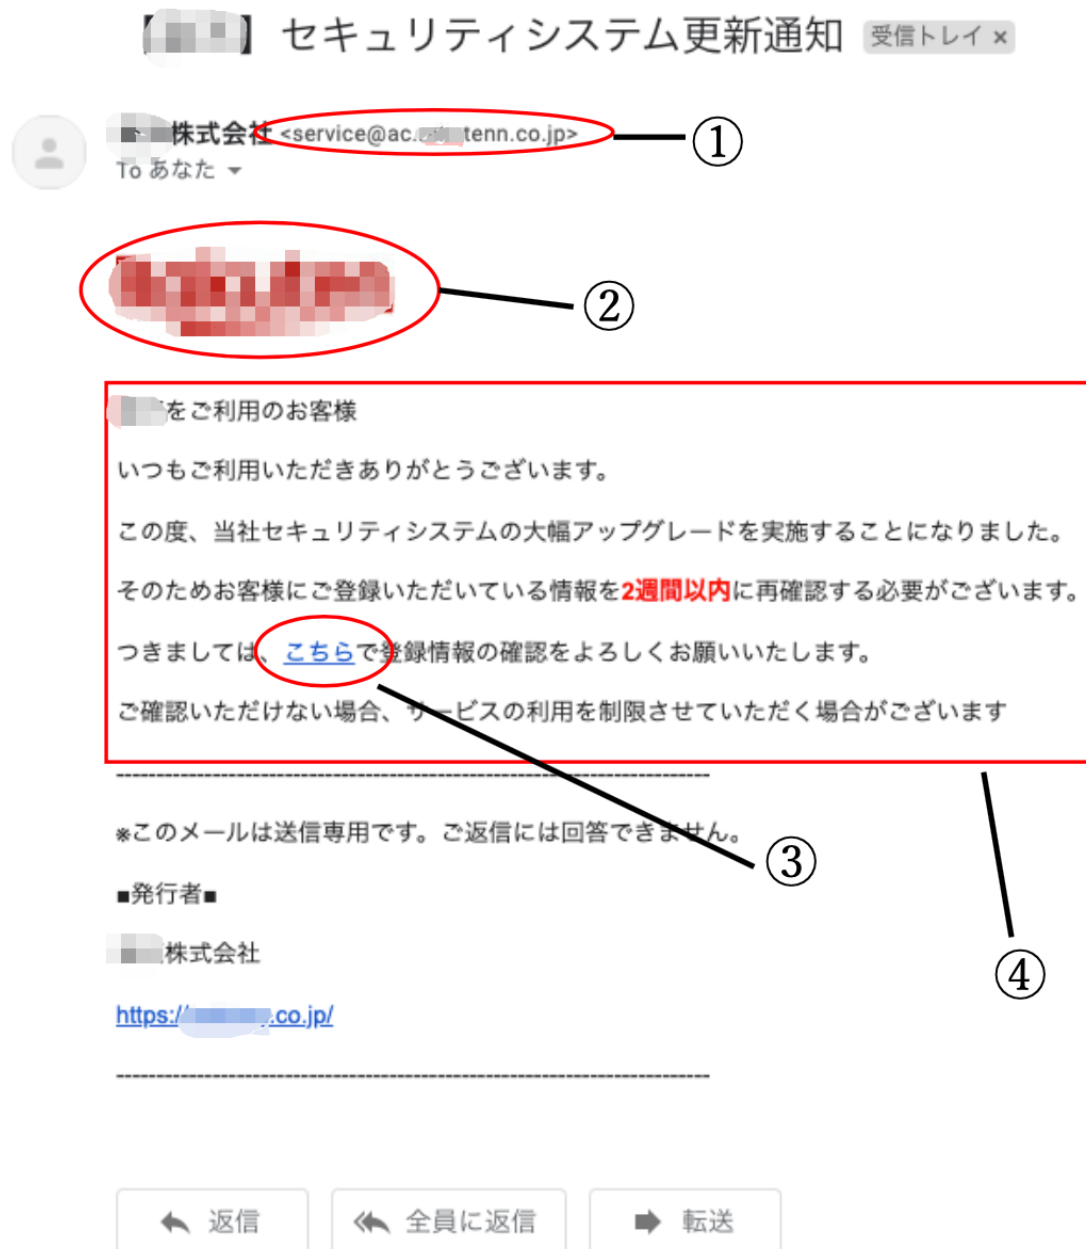 【 】 セキュリティシステム更新通知 受信トレイ ×
株式会社 <service@ac. tenn.co.jp>
①
To あなた
②
をご利用のお客様
いつもご利用いただきありがとうございます。
この度、当社セキュリティシステムの大幅アップグレードを実施することになりました。
そのためお客様にご登録いただいている情報を2週間以内に再確認する必要がございます。
つきましては、こちらで登録情報の確認をよろしくお願いいたします。
ご確認いただけない場合、サービスの利用を制限させていただく場合がございます
--------------------------------------------------------------------------
※このメールは送信専用です。ご返信には回答できません。
③
■発行者■
株式会社
④
https:// .co.jp/
--------------------------------------------------------------------------
返信 全員に返信 転送